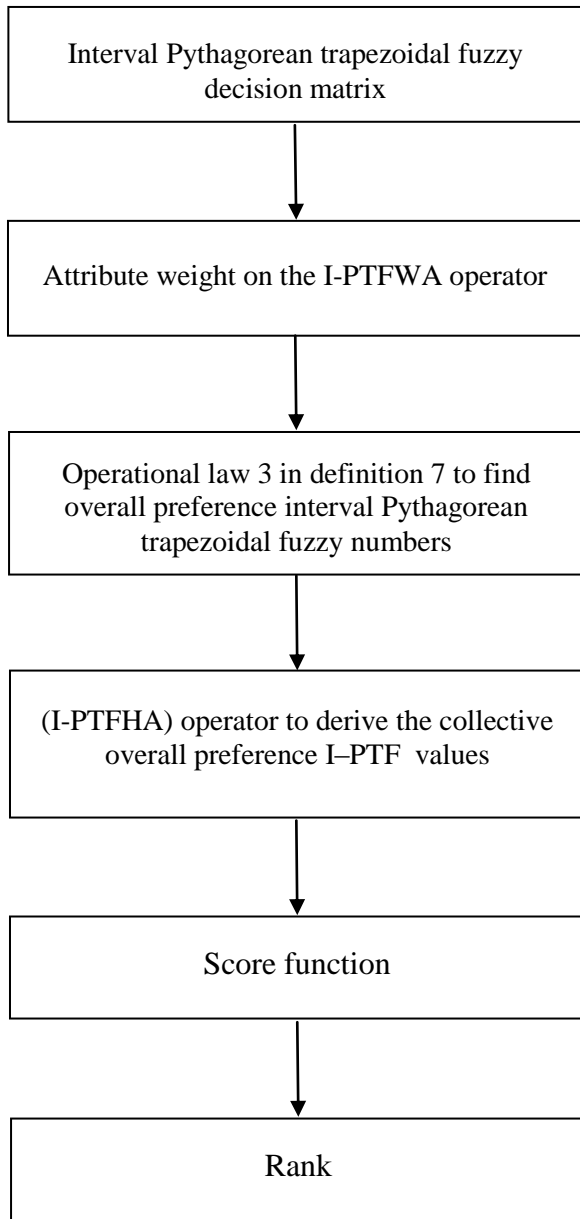 Interval Pythagorean trapezoidal fuzzy
decision matrix
Attribute weight on the I-PTFWA operator
Operational law 3 in definition 7 to find
overall preference interval Pythagorean
trapezoidal fuzzy numbers
(I-PTFHA) operator to derive the collective
overall preference I–PTF values
Score function
Rank